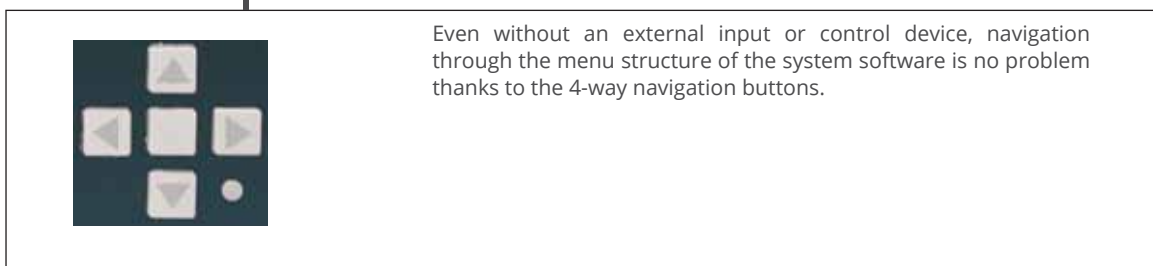 Even without an external input or control device, navigation
through the menu structure of the system software is no problem
thanks to the 4-way navigation buttons.